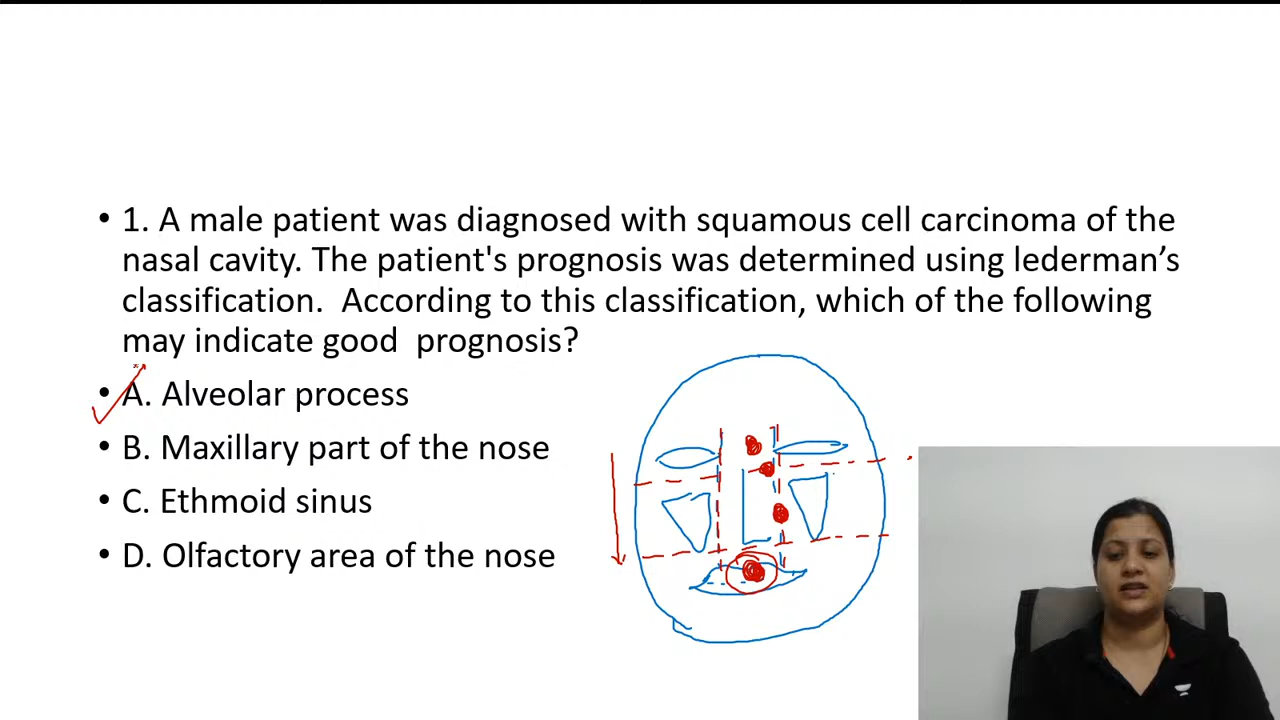 • 1. A male patient was diagnosed with squamous cell carcinoma of the
nasal cavity. The patient's prognosis was determined using lederman’s
classification.  According to this classification, which of the following
may indicate good  prognosis?
• A. Alveolar process
• B. Maxillary part of the nose
• C. Ethmoid sinus
• D. Olfactory area of the nose